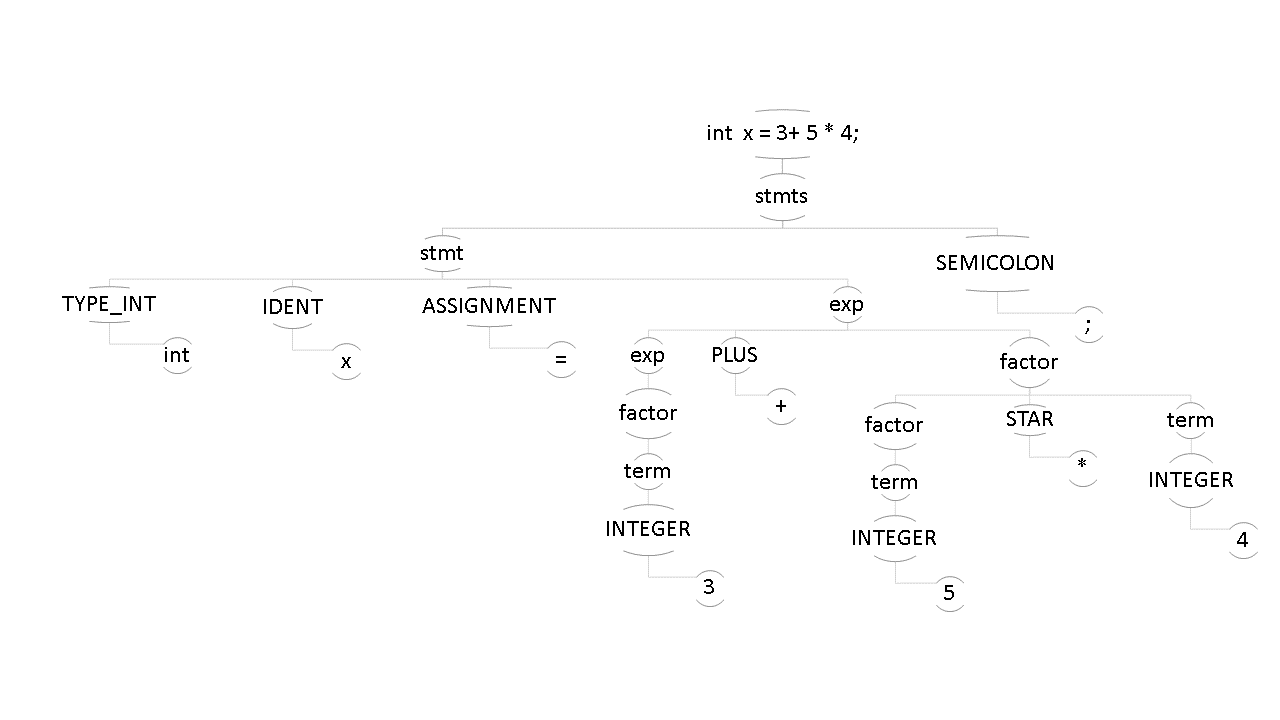 int  x = 3+ 5 * 4;
stmts
stmt
SEMICOLON
;
TYPE_INT
IDENT
ASSIGNMENT
exp
int
x
=
exp
PLUS
factor
+
factor
factor
STAR
term
*
term
term
INTEGER
INTEGER
INTEGER
4
3
5